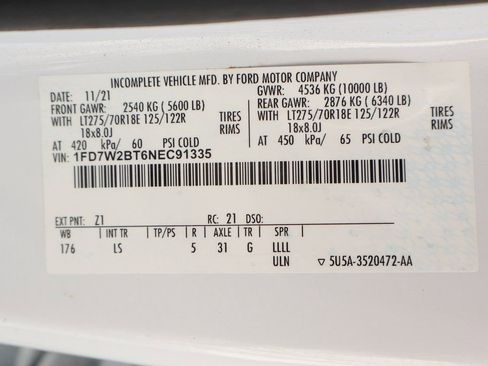 INCOMPLETE VEHICLE MFD. BY FORD MOTOR COMPANY
DATE: 11/21 GVWR: 4536 KG (10000 LB)
FRONT GAWR: 2540 KG (5600 LB) REAR GAWR: 2876 KG (6340 LB)
WITH LT275/70R18E 125/122R TIRES WITH LT275/70R18E 125/122R TIRES
18x8.0J RIMS 18x8.0J RIMS
AT 420 kPa/ 60 PSI COLD AT 450 kPa/ 65 PSI COLD
VIN: 1FD7W2BT6NEC91335
EXT PNT: Z1 RC: 21 DSO:
WB INT TR TP/PS R AXLE TR SPR
176 LS 5 31 G LLLL
ULN ▽ 5U5A-3520472-AA